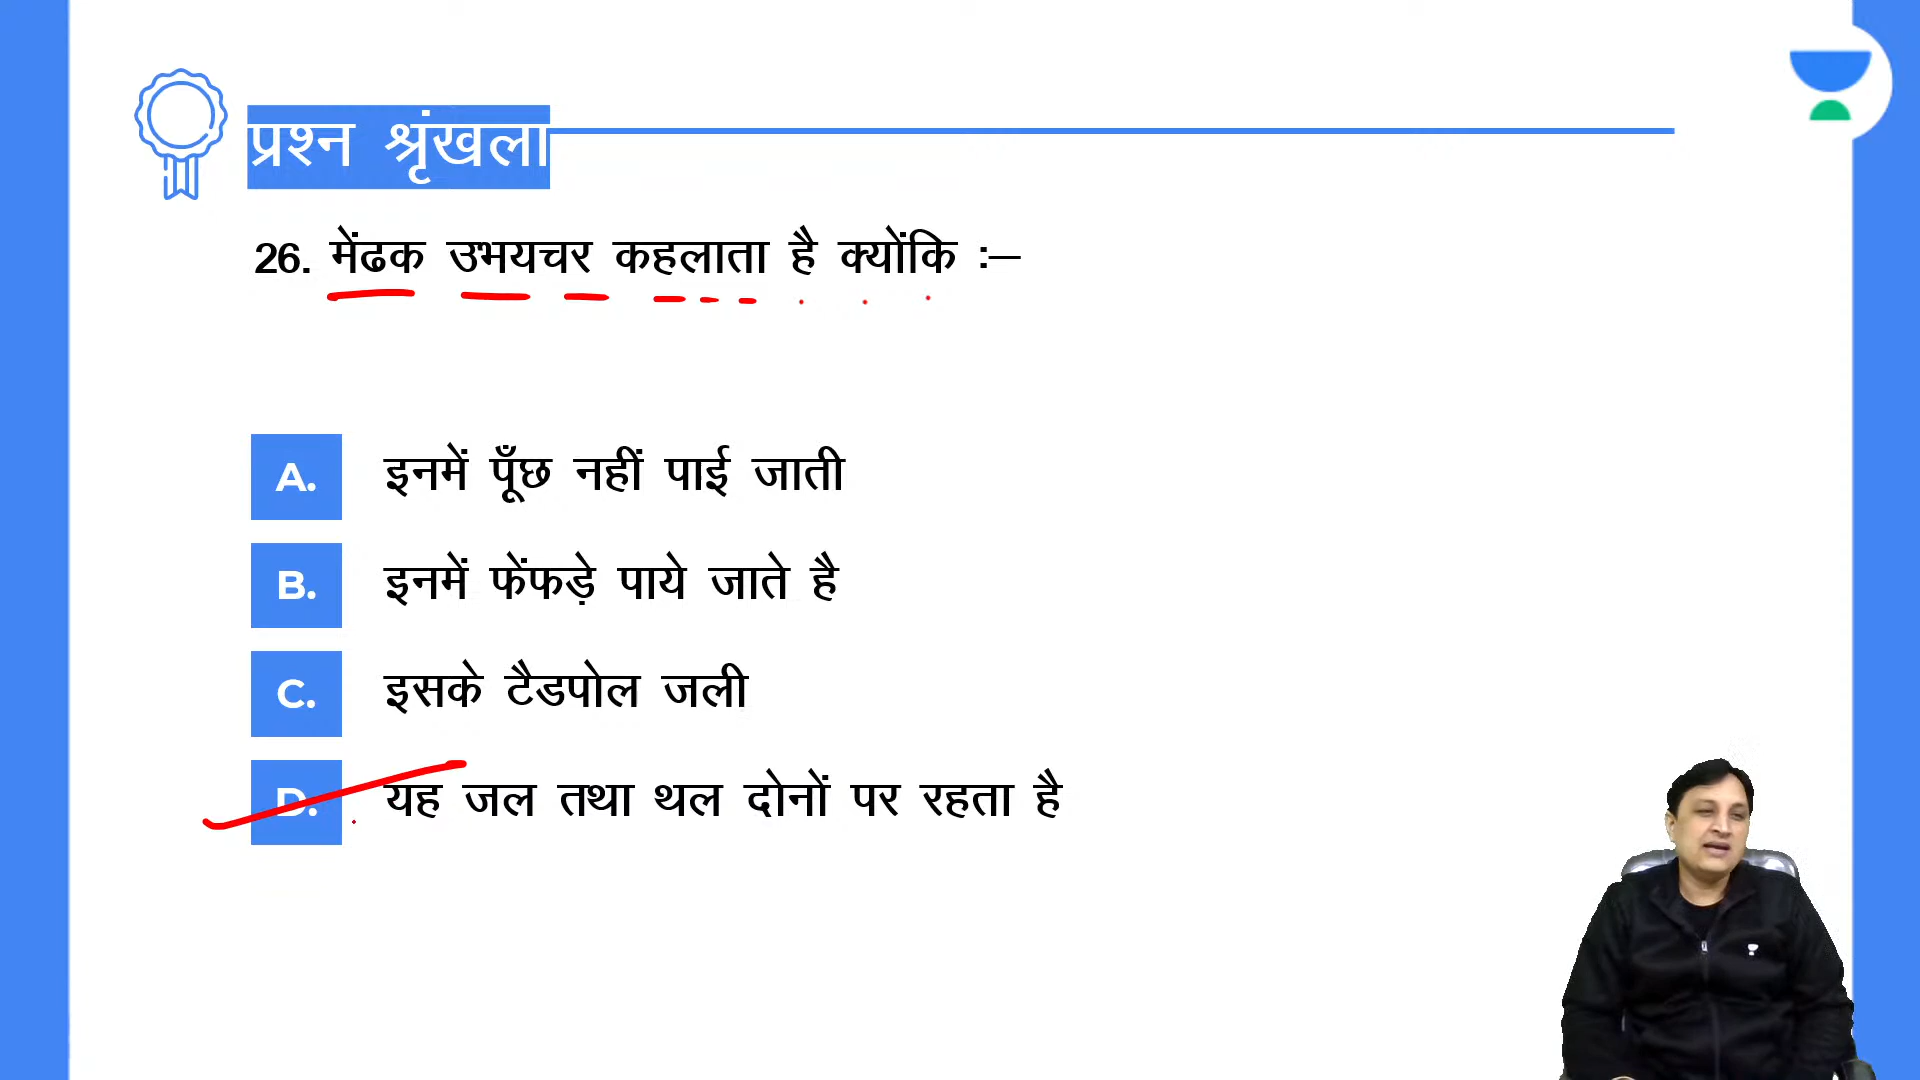 प्रश्न श्रृंखला
26. मेंढक उभयचर कहलाता है क्योंकि :–
A. इनमें पूँछ नहीं पाई जाती
B. इनमें फेंफड़े पाये जाते है
C. इसके टैडपोल जली
D. यह जल तथा थल दोनों पर रहता है